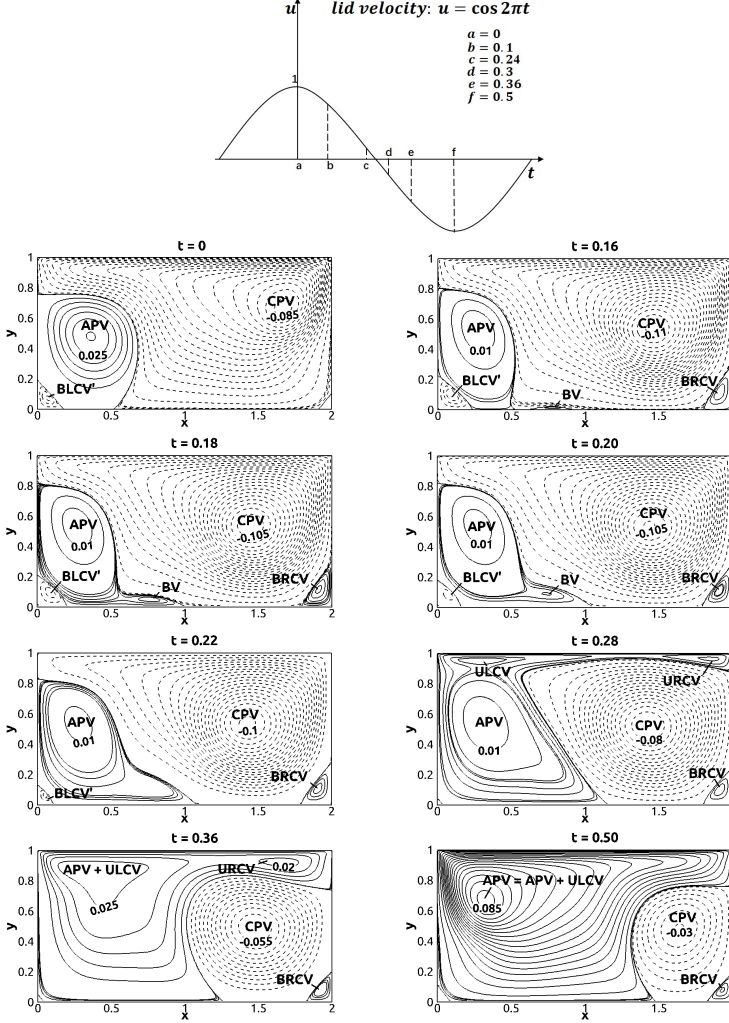 u lid velocity: u = cos 2πt
a = 0
b = 0.1
c = 0.24
d = 0.3
e = 0.36
f = 0.5
1
d e f
a b c
t
t = 0
1
0.8
0.6
0.4
0.2
0
y
0 0.5 1 1.5 2
x
APV
0.025
CPV
-0.085
BLCV'
t = 0.16
1
0.8
0.6
0.4
0.2
0
y
0 0.5 1 1.5
x
APV
0.01
CPV
-0.11
BLCV'
BV
BRCV
t = 0.18
1
0.8
0.6
0.4
0.2
0
y
0 0.5 1 1.5 2
x
APV
0.01
CPV
-0.105
BLCV'
BV
BRCV
t = 0.20
1
0.8
0.6
0.4
0.2
0
y
0 0.5 1 1.5
x
APV
0.01
CPV
-0.105
BLCV'
BV
BRCV
t = 0.22
1
0.8
0.6
0.4
0.2
0
y
0 0.5 1 1.5 2
x
APV
0.01
CPV
-0.1
BLCV'
BRCV
t = 0.28
1
0.8
0.6
0.4
0.2
0
y
0 0.5 1 1.5
x
ULCV
URCV
APV
0.01
CPV
-0.08
BRCV
t = 0.36
1
0.8
0.6
0.4
0.2
0
y
0 0.5 1 1.5 2
x
APV + ULCV
0.025
URCV
0.02
CPV
-0.055
BRCV
t = 0.50
1
0.8
0.6
0.4
0.2
0
y
0 0.5 1 1.5
x
APV = APV + ULCV
0.085
CPV
-0.03
BRCV